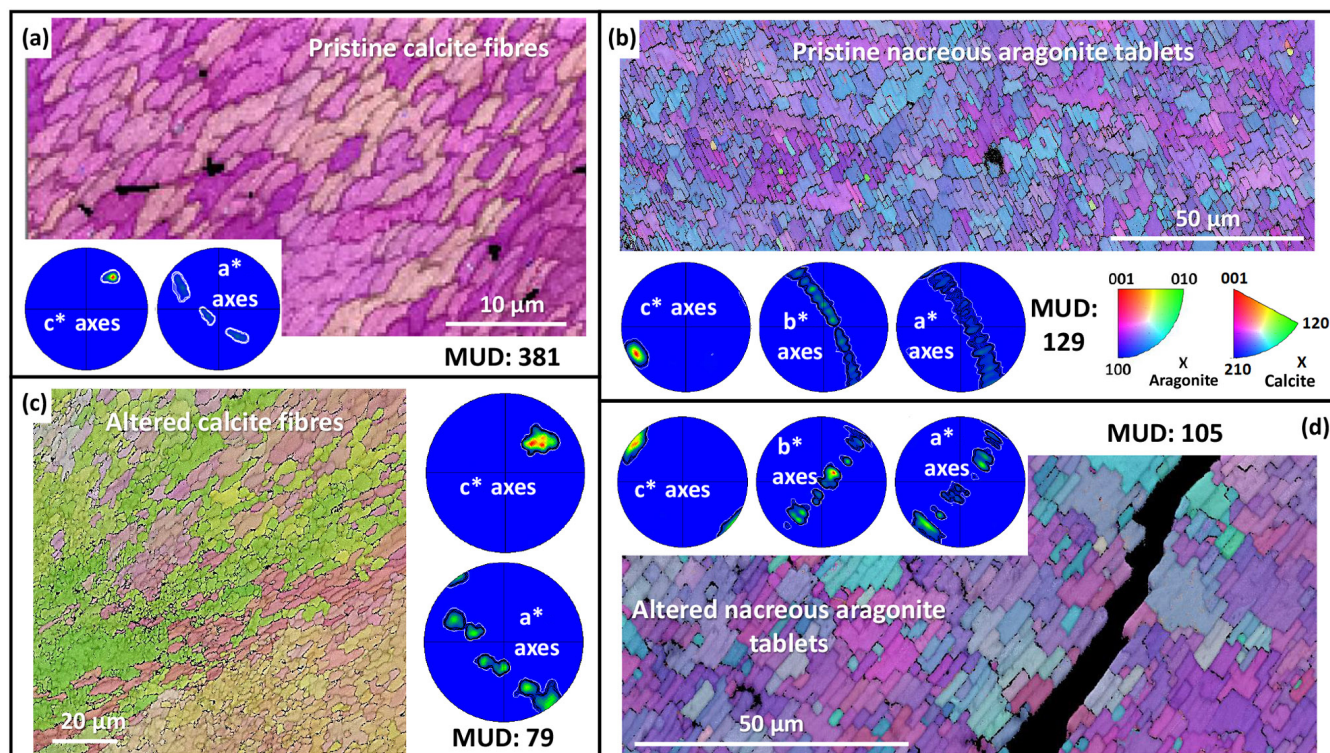 (a)
Pristine calcite fibres
c* axes
a*
axes
10 µm
MUD: 381
(b)
Pristine nacreous aragonite tablets
50 µm
c* axes
b*
axes
a*
axes
MUD:
129
001 010
100 X
Aragonite
001
120
210 X
Calcite
(c)
Altered calcite fibres
20 µm
c* axes
a*
axes
MUD: 79
(d)
MUD: 105
c* axes
b*
axes
a*
axes
Altered nacreous aragonite
tablets
50 µm